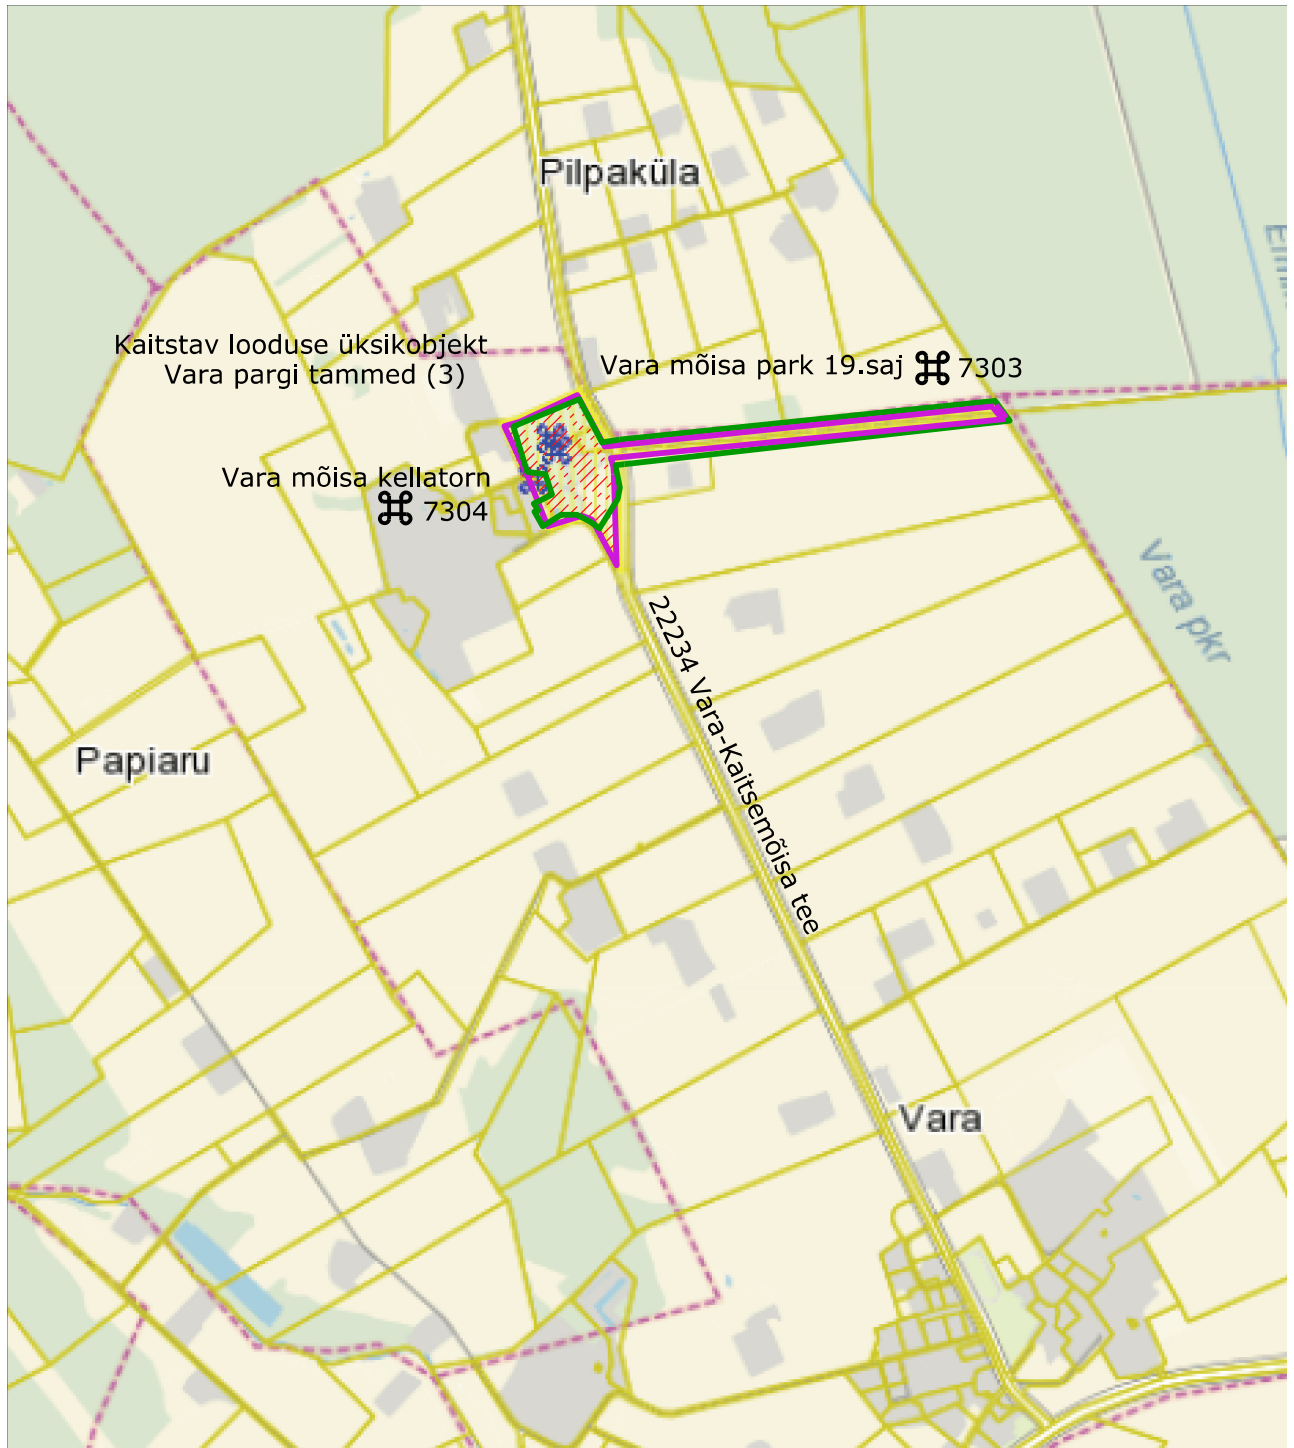 Pilpaküla
Kaitstav looduse üksikobjekt
Vara pargi tammed (3)
Vara mõisa park 19.saj ⌘ 7303
Vara mõisa kellatorn
⌘ 7304
Vara pkr
22234 Vara-Kaitsemõisa tee
Papiaru
Vara